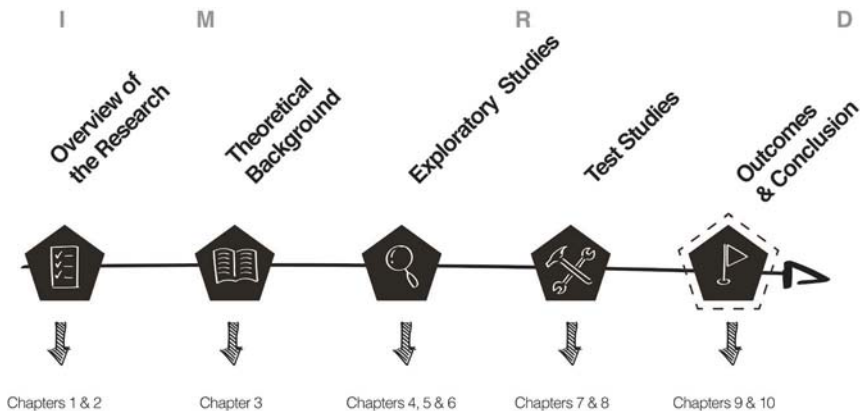 I M R D
Overview of
the Research
Theoretical
Background
Exploratory Studies
Test Studies
Outcomes
& Conclusion
Chapters 1 & 2
Chapter 3
Chapters 4, 5 & 6
Chapters 7 & 8
Chapters 9 & 10